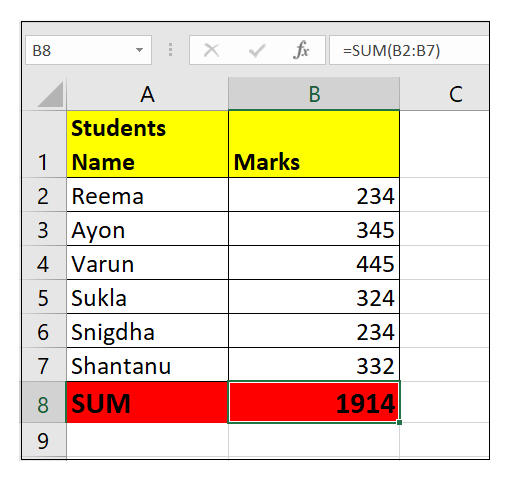 B8 fx =SUM(B2:B7)
A B C
Students
1 Name Marks
2 Reema 234
3 Ayon 345
4 Varun 445
5 Sukla 324
6 Snigdha 234
7 Shantanu 332
8 SUM 1914
9